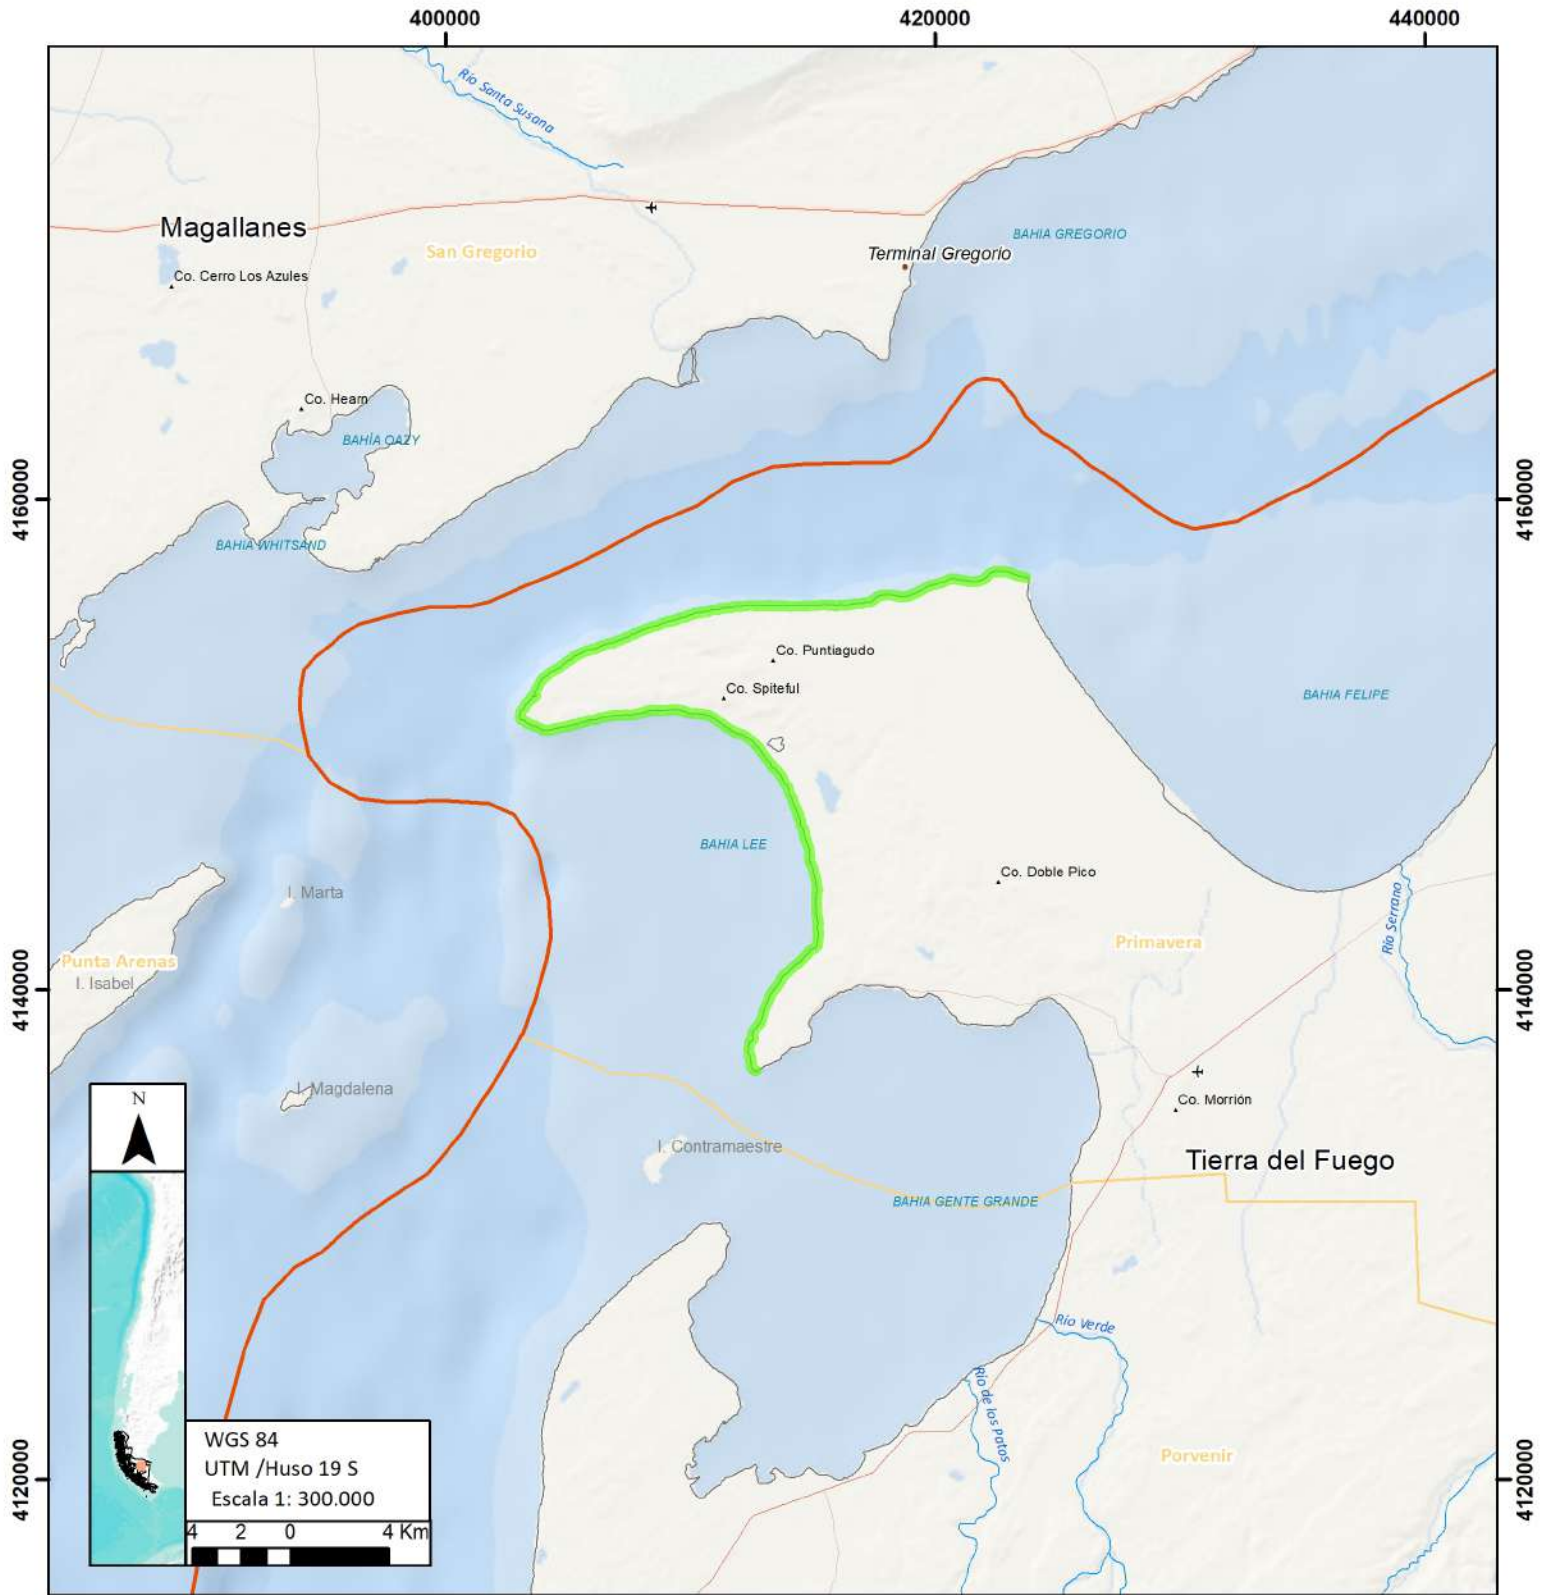 400000
420000
440000
Río Santa Susana
Magallanes
San Gregorio
BAHIA GREGORIO
Terminal Gregorio
Co. Cerro Los Azules
Co. Hearn
BAHÍA OAZY
4160000
4160000
BAHIA WHITSAND
Co. Puntiagudo
Co. Spiteful
BAHIA FELIPE
BAHIA LEE
Co. Doble Pico
I. Marta
Río Serrano
Primavera
Punta Arenas
I. Isabel
4140000
4140000
I. Magdalena
Co. Morrión
N
I. Contramaestre
Tierra del Fuego
BAHIA GENTE GRANDE
Río Verde
Río de los Patos
WGS 84
UTM /Huso 19 S
Escala 1: 300.000
Porvenir
4120000
4120000
4 2 0 4 Km